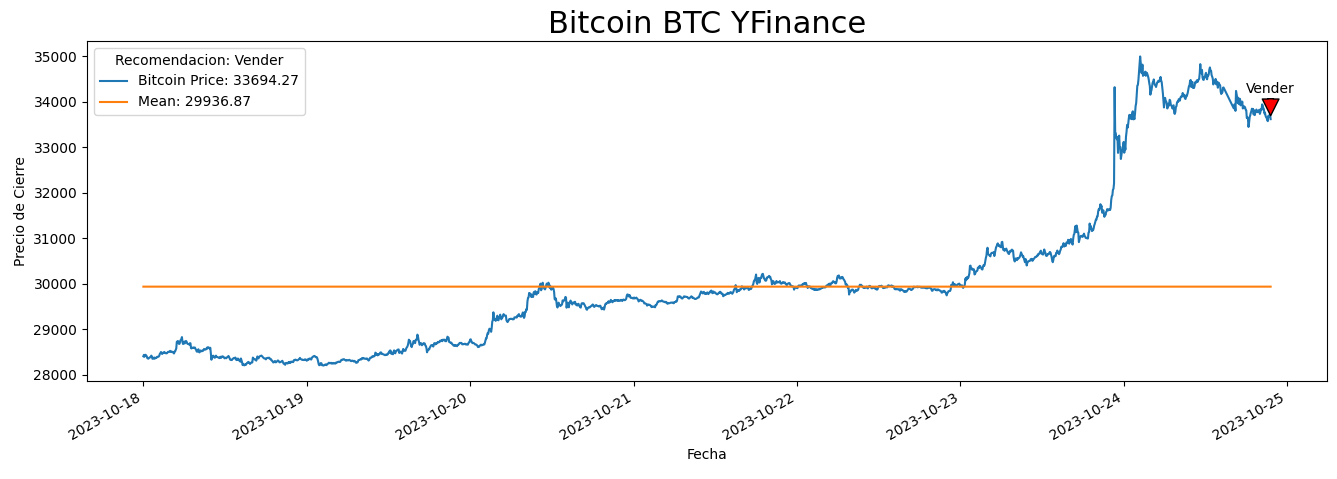 Bitcoin BTC YFinance
Recomendacion: Vender
Bitcoin Price: 33694.27
Mean: 29936.87
Vender
Precio de Cierre
35000
34000
33000
32000
31000
30000
29000
28000
2023-10-18
2023-10-19
2023-10-20
2023-10-21
2023-10-22
2023-10-23
2023-10-24
2023-10-25
Fecha